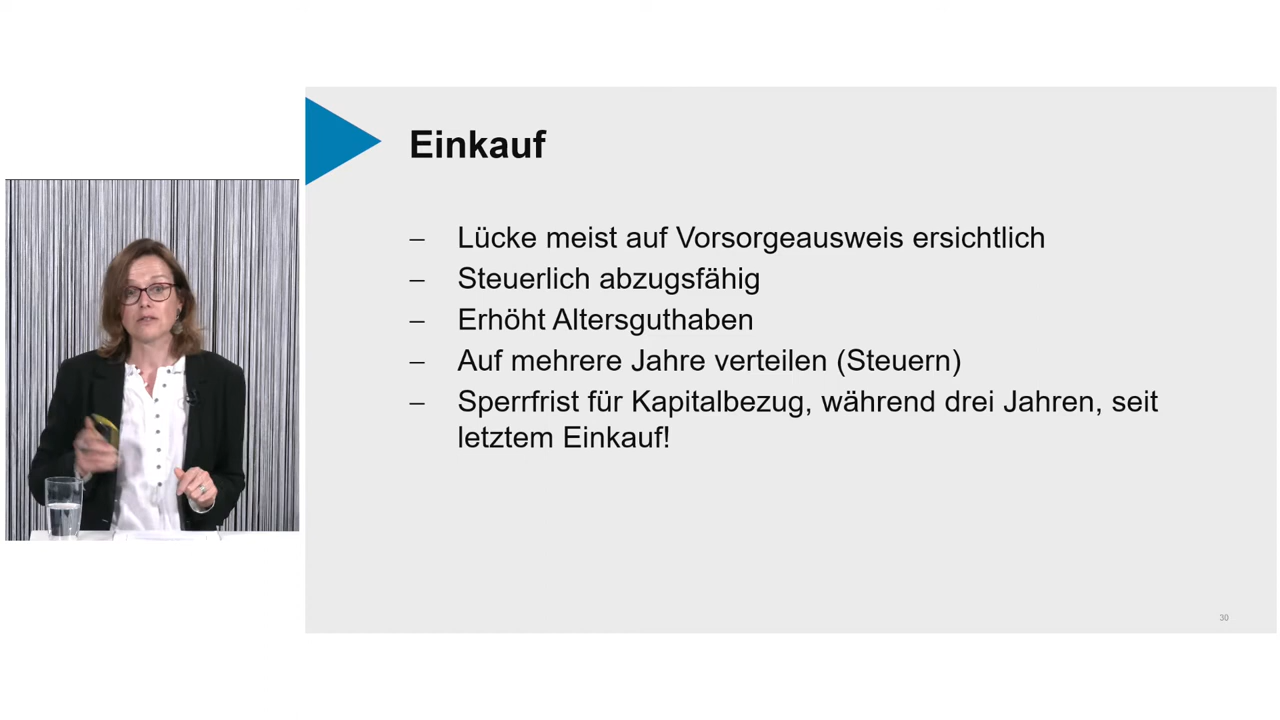 Einkauf
– Lücke meist auf Vorsorgeausweis ersichtlich
– Steuerlich abzugsfähig
– Erhöht Altersguthaben
– Auf mehrere Jahre verteilen (Steuern)
– Sperrfrist für Kapitalbezug, während drei Jahren, seit
letztem Einkauf!
30